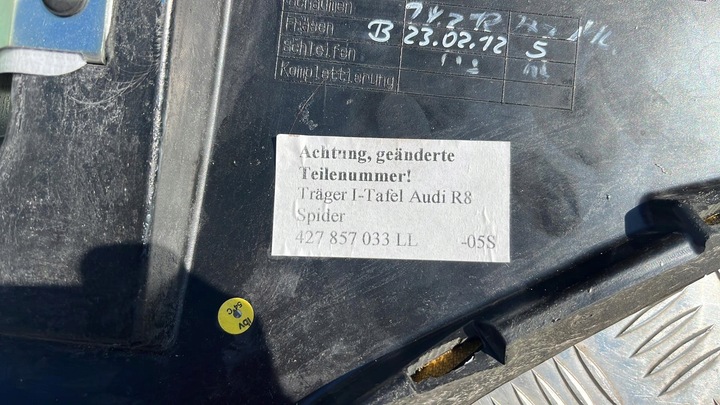 Schäumen
Fräsen B 23.02.12 5
Schleifen
Komplettierung
Achtung, geänderte
Teilenummer!
Träger I-Tafel Audi R8
Spider
427 857 033 LL -05S